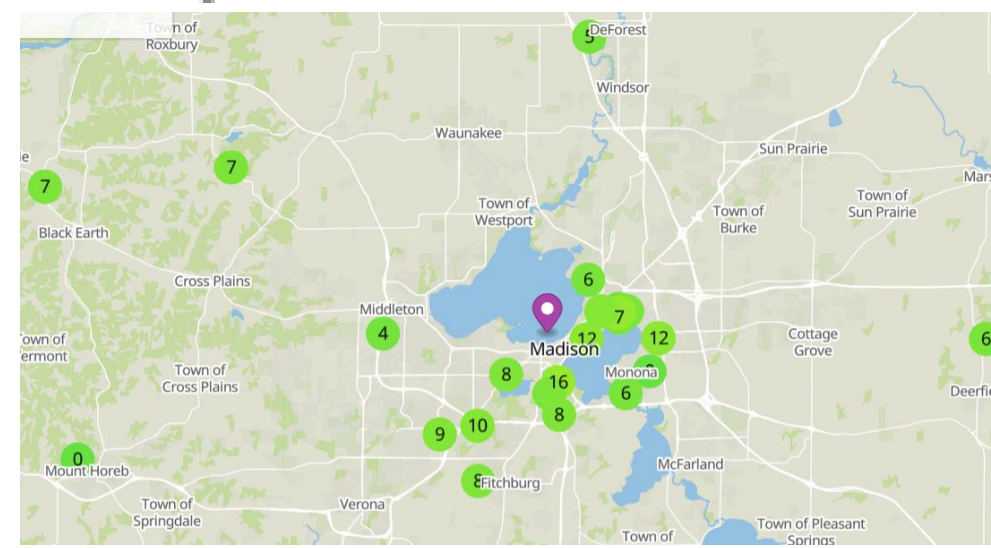 Town of
Roxbury
5
DeForest
Windsor
Waunakee
Sun Prairie
7
7
Mars
Town of
Sun Prairie
Town of
Westport
Town of
Burke
Black Earth
Cross Plains
6
Middleton
7
4
12
12
Cottage
Grove
6
Madison
Town of
Cross Plains
8
16
Monona
6
8
9
10
0
Mount Horeb
McFarland
8
Fitchburg
Town of
Springdale
Verona
Town of
Town of Pleasant
Springs